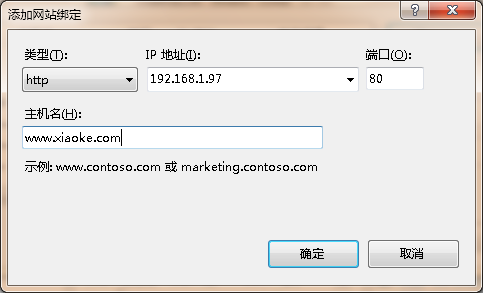 添加网站绑定
类型(T): IP 地址(I): 端口(O):
http 192.168.1.97 80
主机名(H):
www.xiaoke.com
示例: www.contoso.com 或 marketing.contoso.com
确定 取消